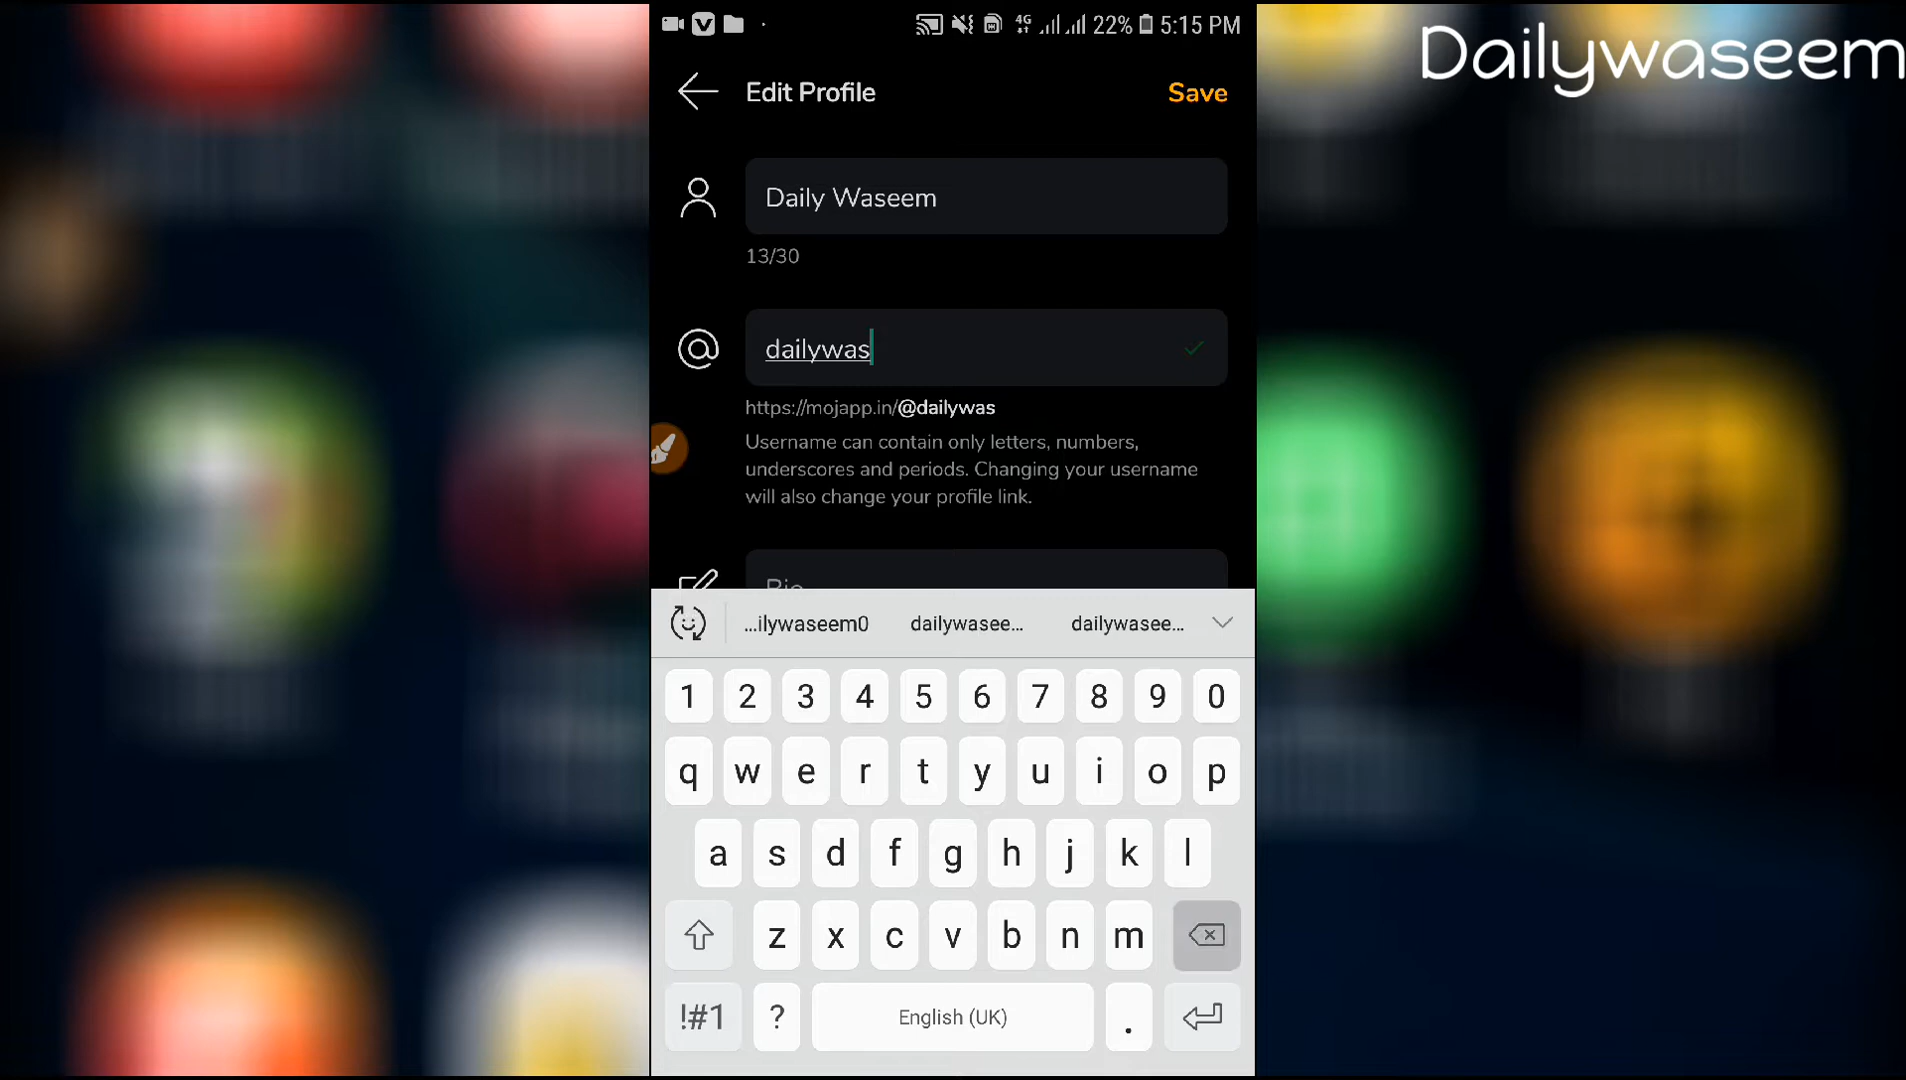 Dailywaseem
4G 22% 5:15 PM
Edit Profile
Save
Daily Waseem
13/30
dailywas
https://mojapp.in/@dailywas
Username can contain only letters, numbers,
underscores and periods. Changing your username
will also change your profile link.
Bio
...ilywaseem0 dailywasee... dailywasee...
1 2 3 4 5 6 7 8 9 0
q w e r t y u i o p
a s d f g h j k l
z x c v b n m
!#1 ? English (UK) .